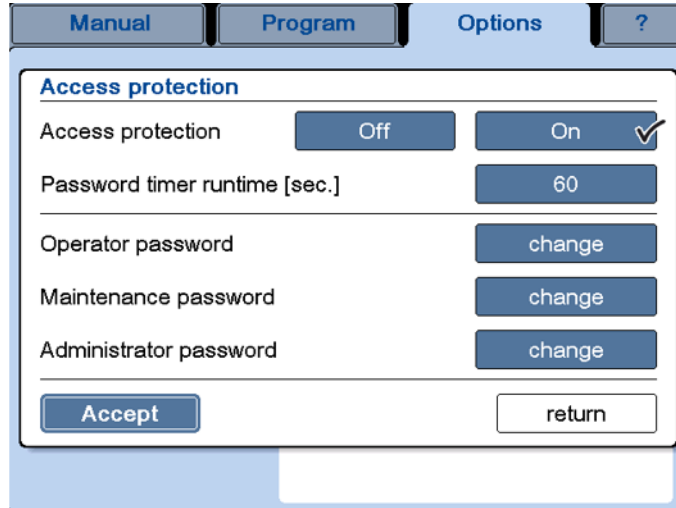 Manual Program Options ?
Access protection
Access protection Off On
Password timer runtime [sec.] 60
Operator password change
Maintenance password change
Administrator password change
Accept return